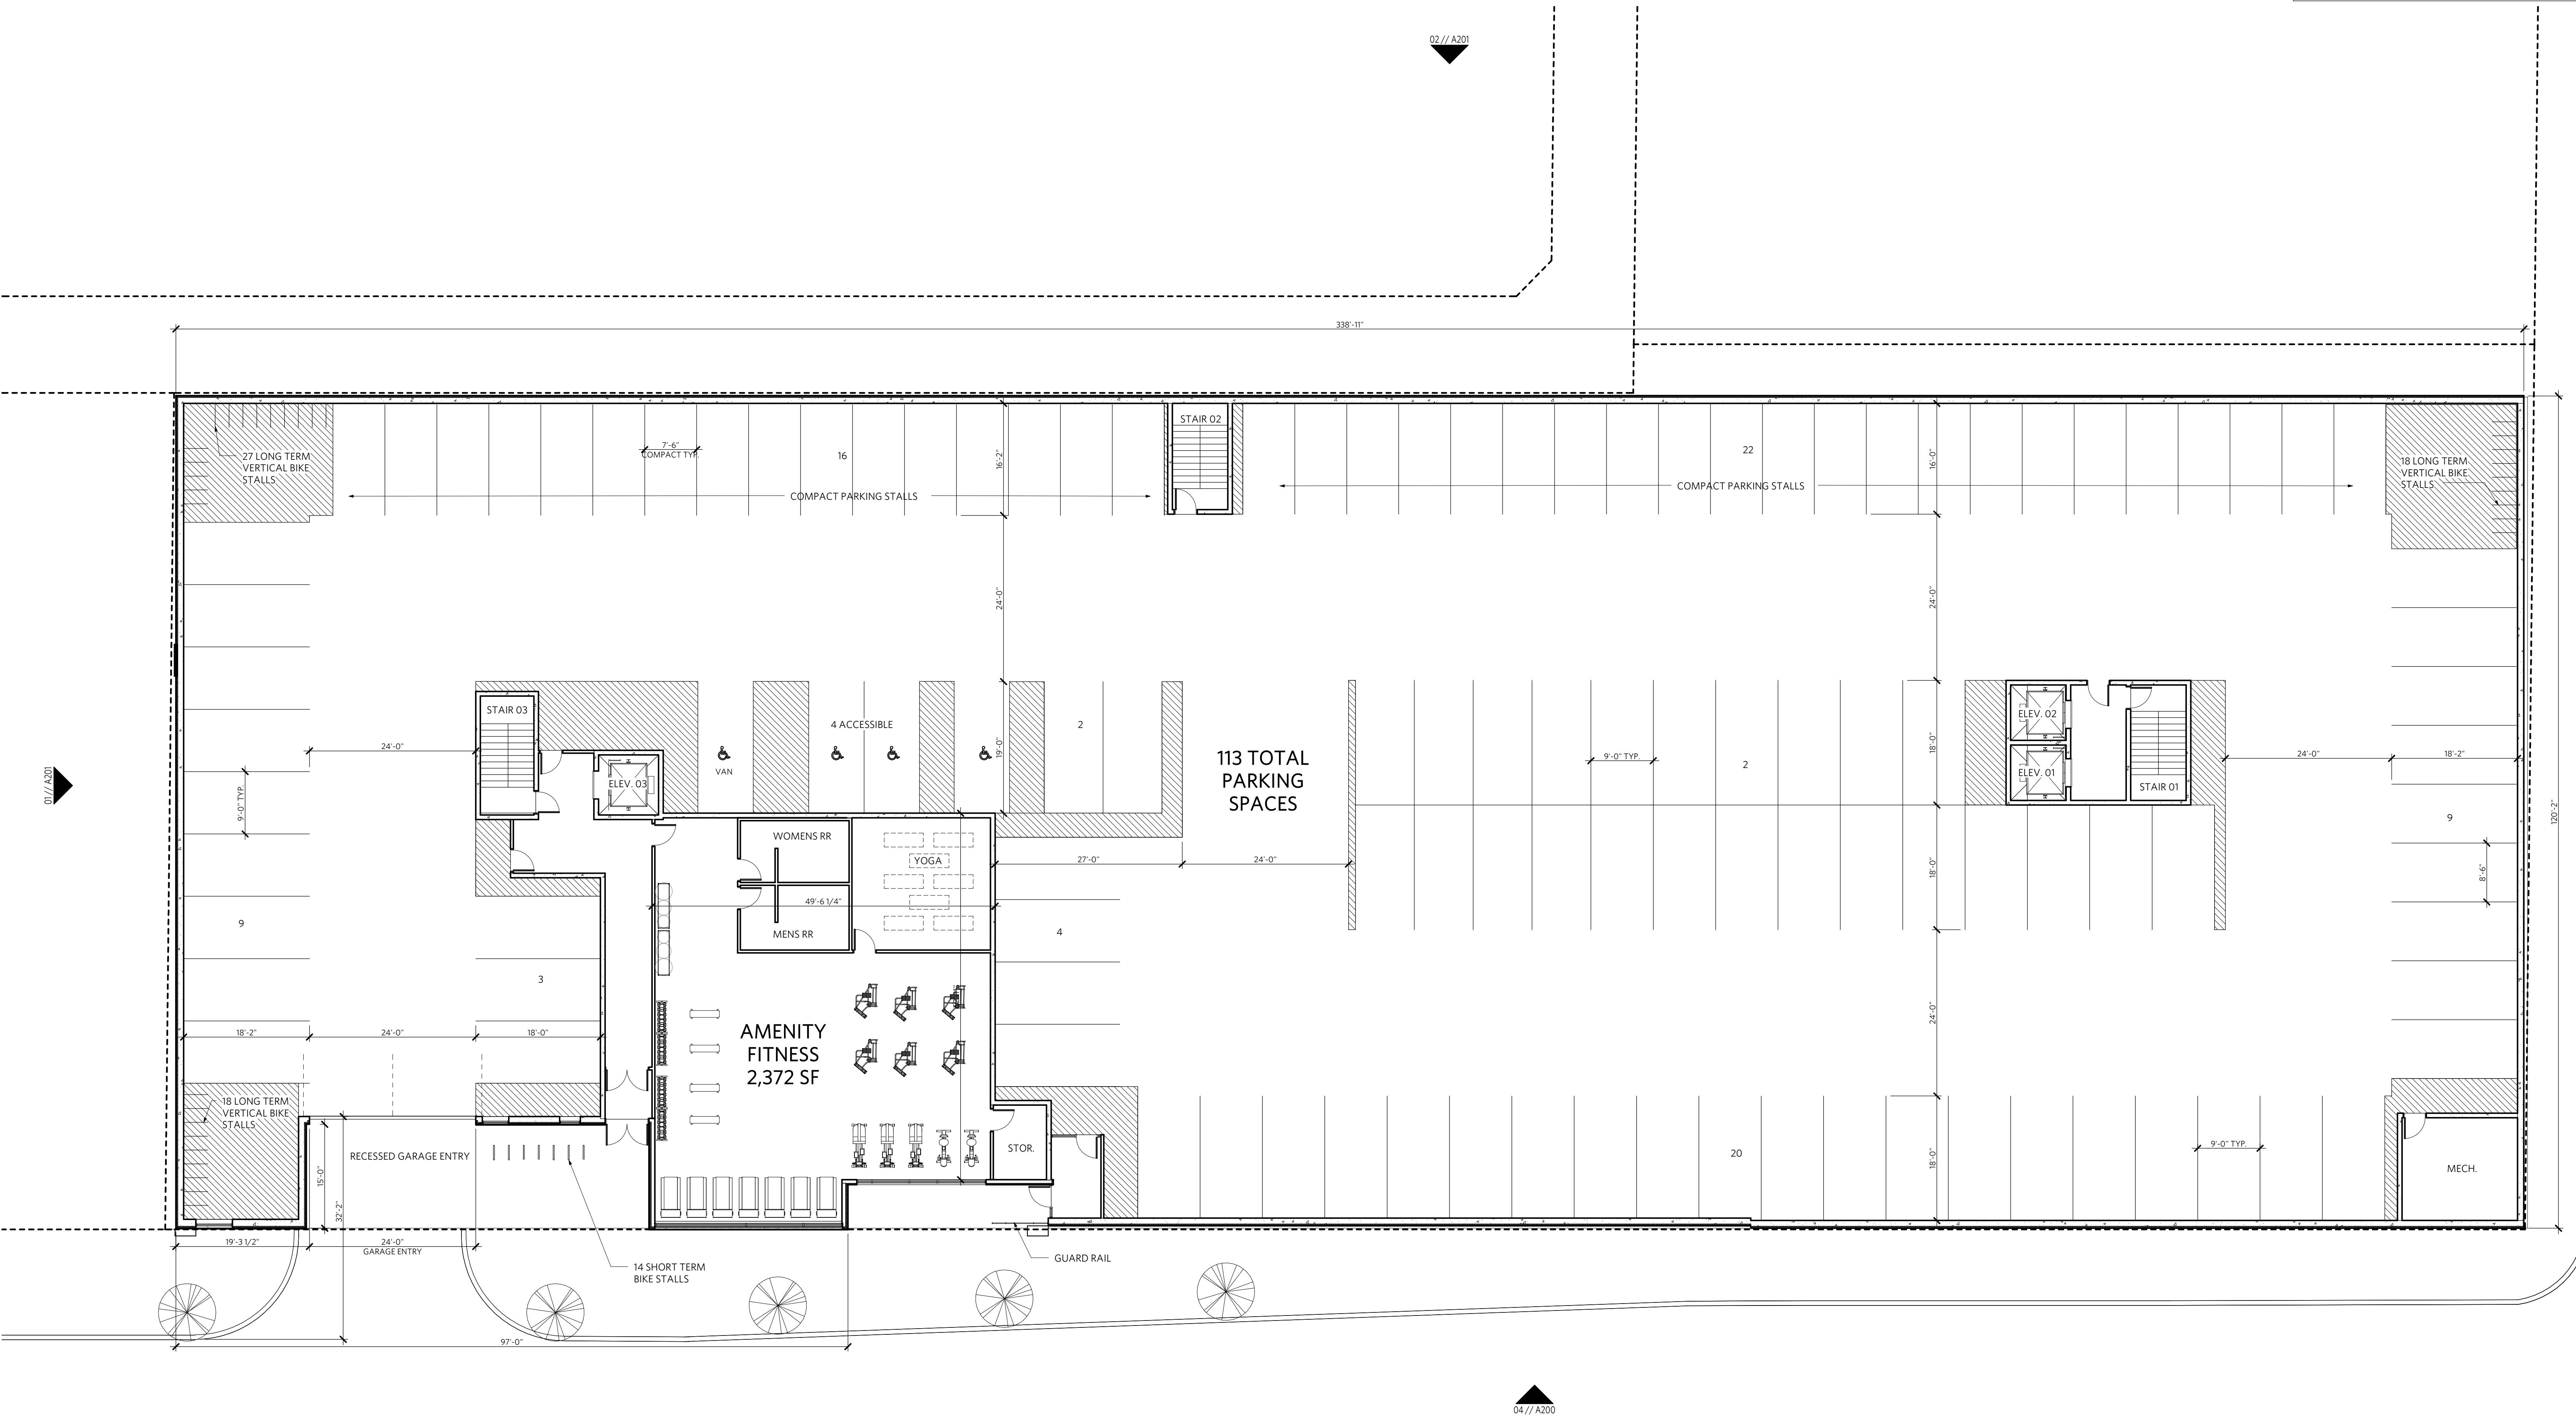 02 // A201
338'-11"
STAIR 02
7'-6"
COMPACT TYP.
16
22
27 LONG TERM
VERTICAL BIKE
STALLS
16'-2"
16'-0"
18 LONG TERM
VERTICAL BIKE
STALLS
COMPACT PARKING STALLS
COMPACT PARKING STALLS
24'-0"
24'-0"
STAIR 03
4 ACCESSIBLE
2
ELEV. 02
24'-0"
19'-0"
18'-0"
113 TOTAL
PARKING
SPACES
9'-0" TYP.
2
24'-0"
18'-2"
VAN
ELEV. 03
ELEV. 01
STAIR 01
01 // A201
9'-0" TYP.
120'-2"
9
WOMENS RR
YOGA
27'-0"
24'-0"
18'-0"
8'-6"
49'-6 1/4"
9
MENS RR
4
3
24'-0"
18'-2"
24'-0"
18'-0"
AMENITY
FITNESS
2,372 SF
18 LONG TERM
VERTICAL BIKE
STALLS
RECESSED GARAGE ENTRY
STOR.
20
18'-0"
9'-0" TYP.
MECH.
15'-0"
32'-2"
19'-3 1/2"
24'-0"
GARAGE ENTRY
GUARD RAIL
14 SHORT TERM
BIKE STALLS
97'-0"
04 // A200